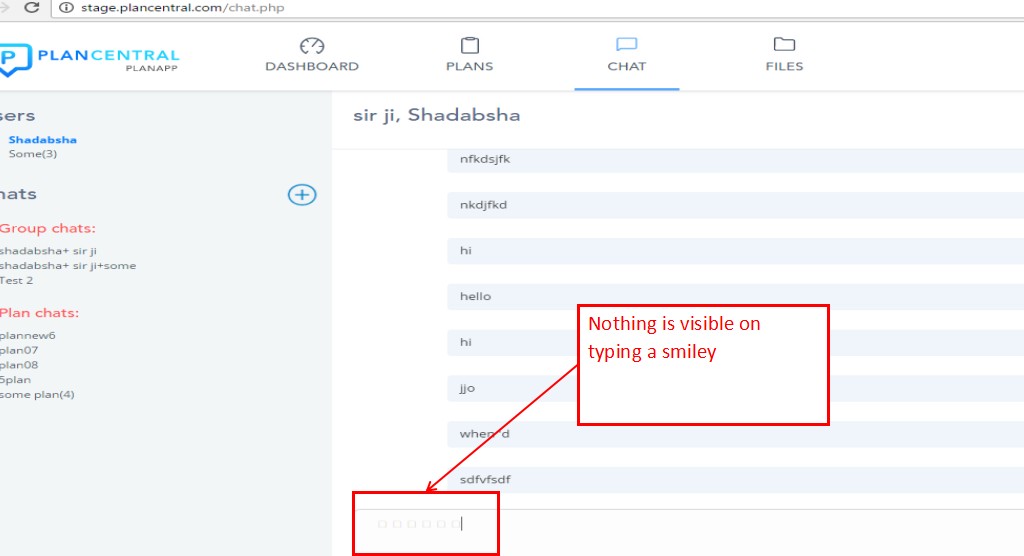 stage.plancentral.com/chat.php
P PLANCENTRAL
PLANAPP
DASHBOARD
PLANS
CHAT
FILES
sers
Shadabsha
Some(3)
hats
Group chats:
shadabsha+ sir ji
shadabsha+ sir ji+some
Test 2
Plan chats:
plannew6
plan07
plan08
5plan
some plan(4)
sir ji, Shadabsha
nfkdsjfk
nkdjfkd
hi
hello
hi
jjo
sdfvfsdf
Nothing is visible on
typing a smiley